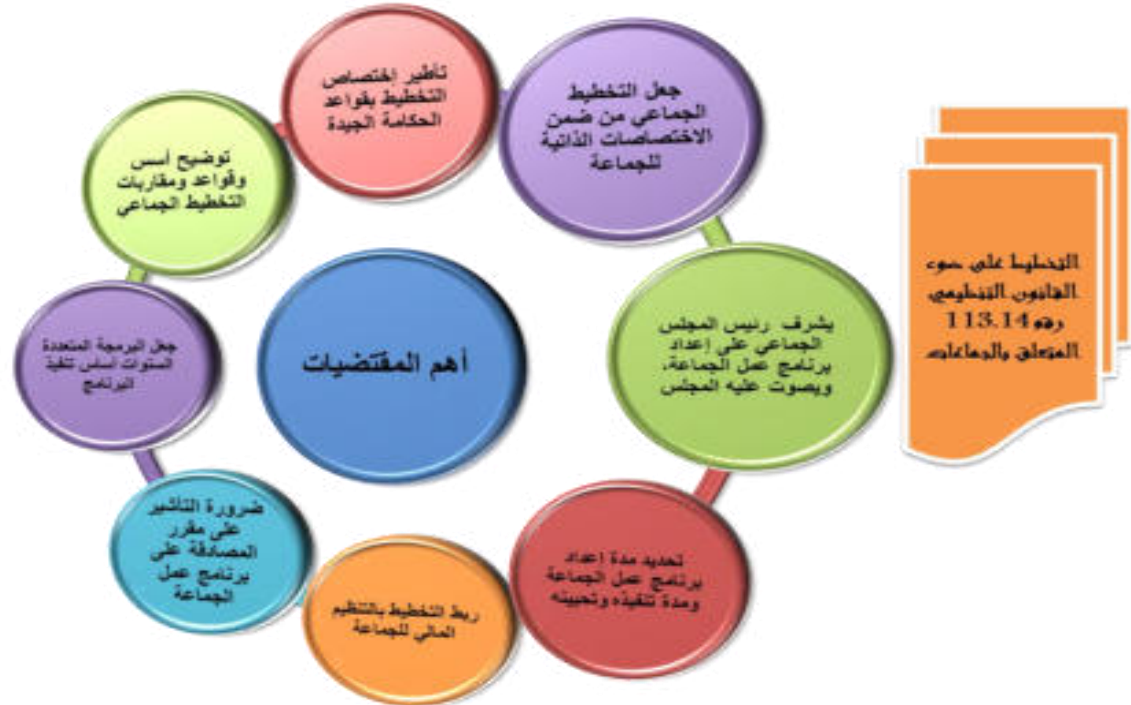 التخطيط على ضوء
القانون التنظيمي
رقم 113.14
المتعلق بالجماعات
أهم المقتضيات
جعل التخطيط
الجماعي من ضمن
الاختصاصات الذاتية
للجماعة
يشرف رئيس المجلس
الجماعي على إعداد
برنامج عمل الجماعة،
ويصوت عليه المجلس
تحديد مدة اعداد
برنامج عمل الجماعة
ومدة تنفيذه وتحيينه
ربط التخطيط بالتنظيم
المالي للجماعة
ضرورة التأشير
على مقرر
المصادقة على
برنامج عمل
الجماعة
جعل البرمجة المتعددة
السنوات أساس تنفيذ
البرنامج
توضيح أسس
وقواعد ومقاربات
التخطيط الجماعي
تأطير إختصاص
التخطيط بقواعد
الحكامة الجيدة